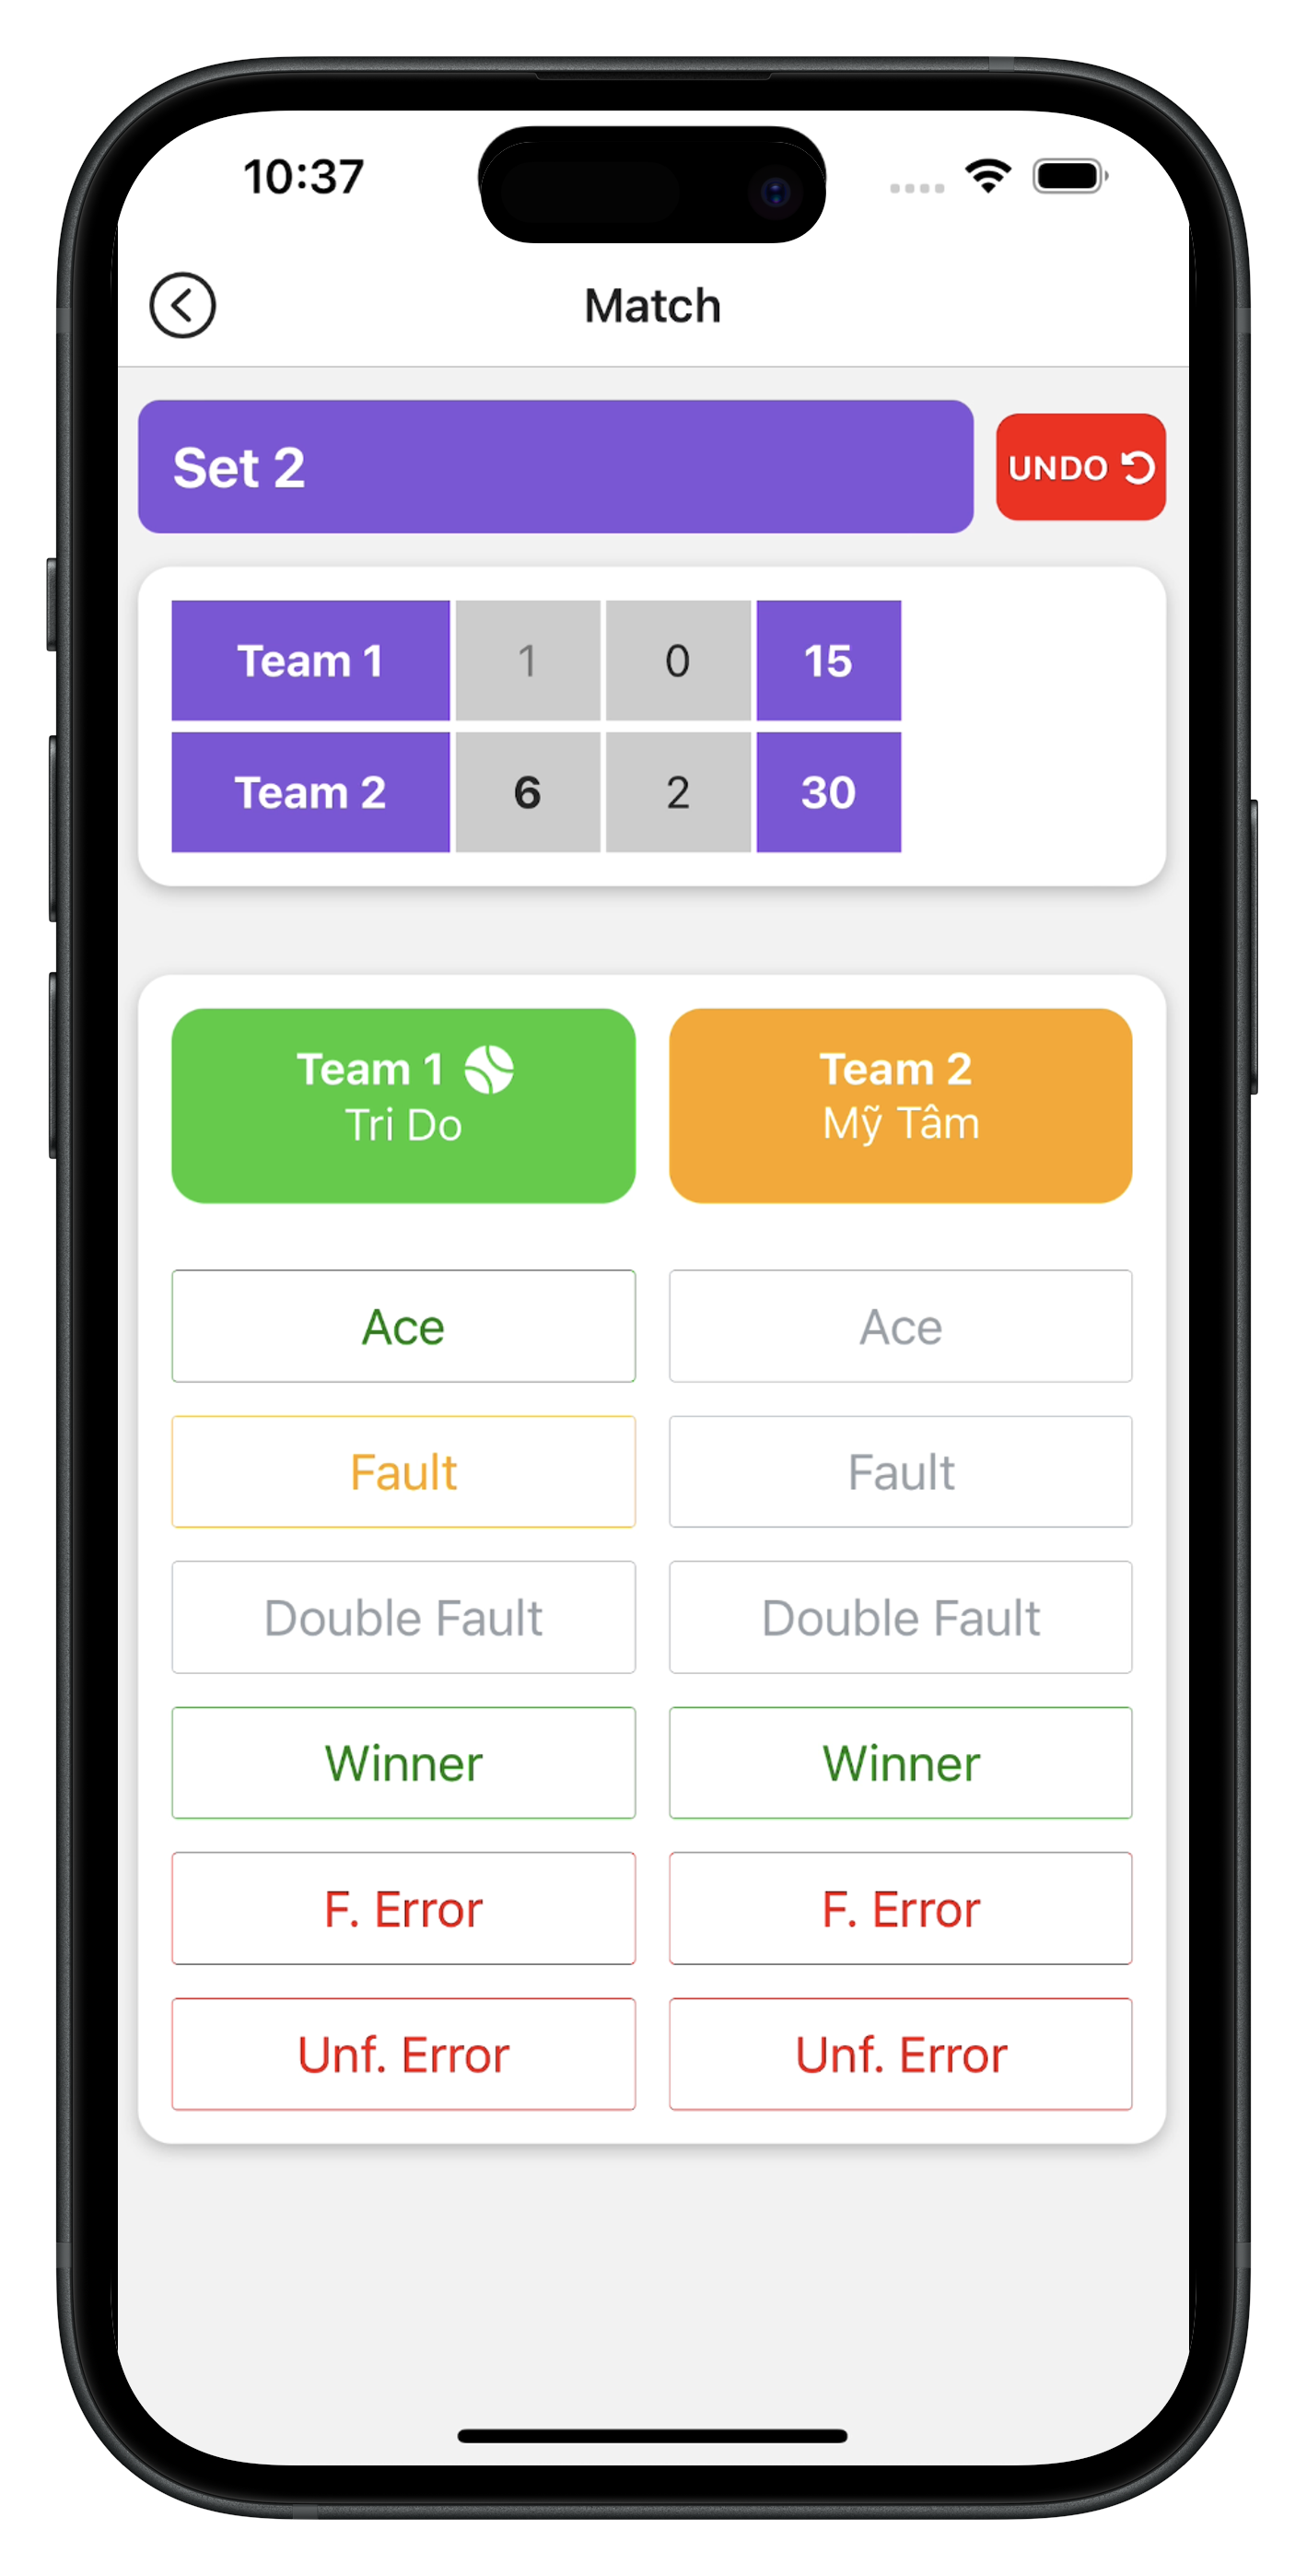 10:37
Match
Set 2
UNDO
Team 1 1 0 15
Team 2 6 2 30
Team 1 Team 2
Tri Do Mỹ Tâm
Ace Ace
Fault Fault
Double Fault Double Fault
Winner Winner
F. Error F. Error
Unf. Error Unf. Error